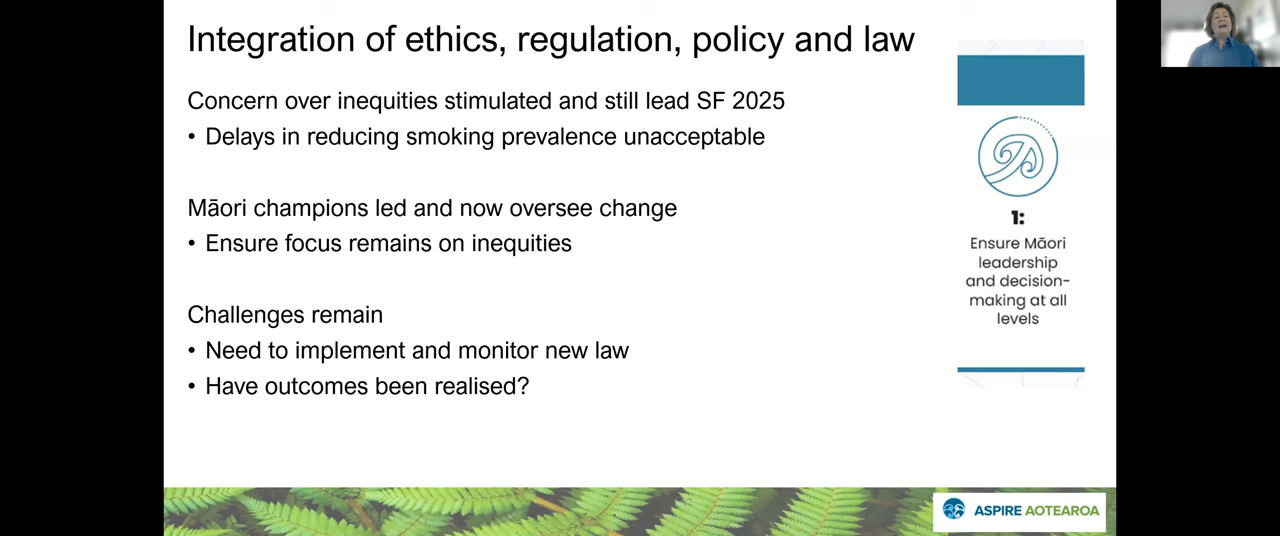 Integration of ethics, regulation, policy and law
Concern over inequities stimulated and still lead SF 2025
• Delays in reducing smoking prevalence unacceptable
Māori champions led and now oversee change
• Ensure focus remains on inequities
Challenges remain
• Need to implement and monitor new law
• Have outcomes been realised?
1:
Ensure Māori
leadership
and decision-
making at all
levels
ASPIRE AOTEAROA